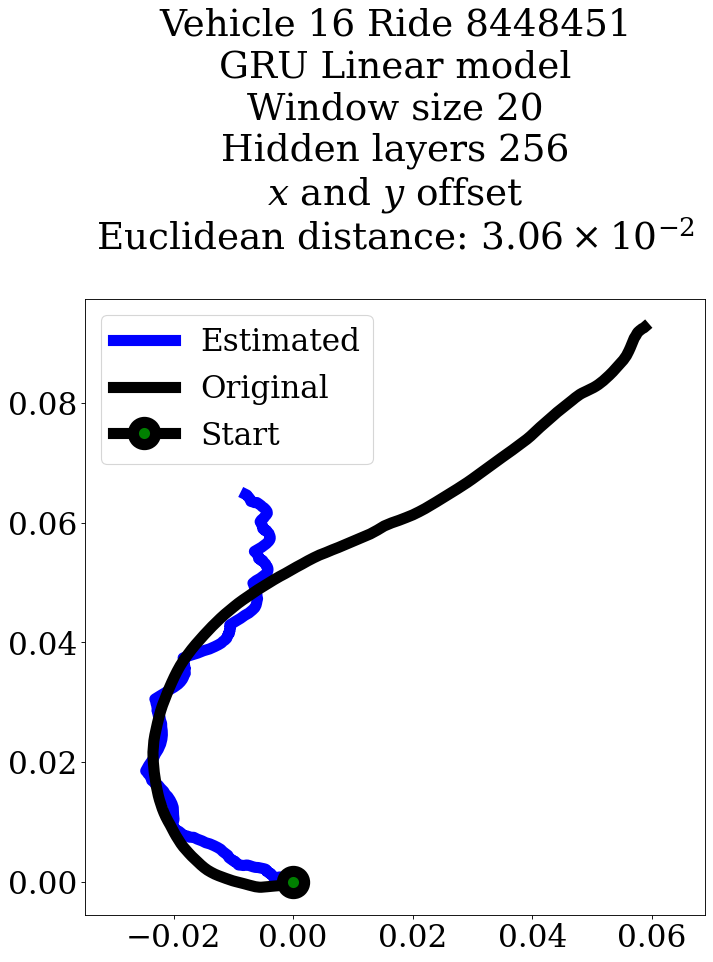 Vehicle 16 Ride 8448451
GRU Linear model
Window size 20
Hidden layers 256
x and y offset
Euclidean distance: 3.06 × 10⁻²
Estimated
Original
Start
0.08
0.06
0.04
0.02
0.00
−0.02 0.00 0.02 0.04 0.06